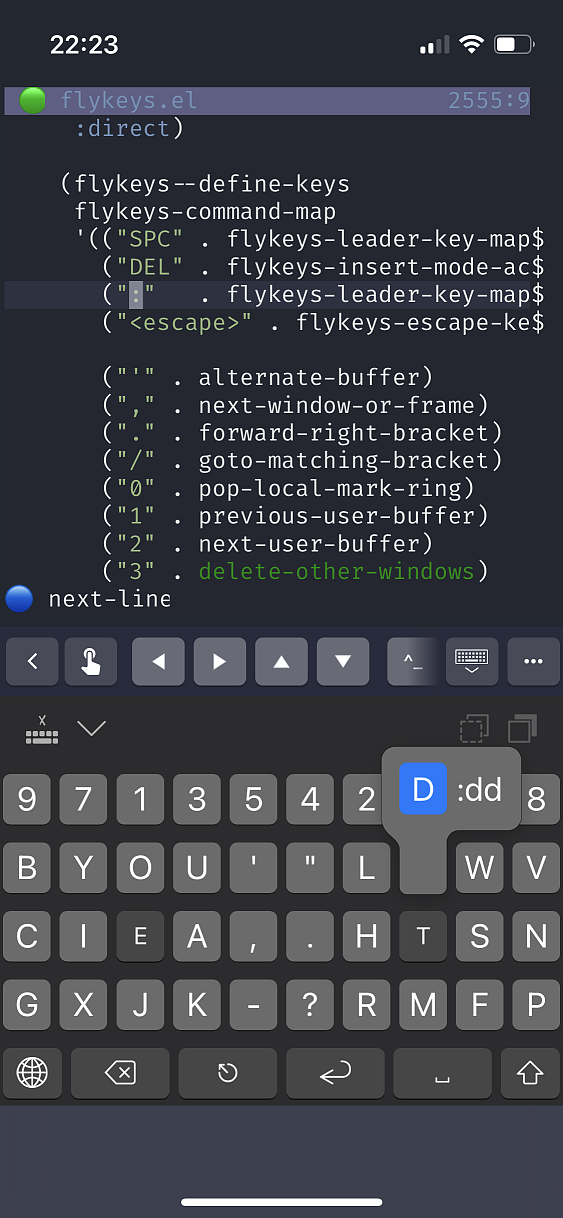 22:23
flykeys.el 2555:9
:direct)
(flykeys--define-keys
flykeys-command-map
'(("SPC" . flykeys-leader-key-map$
("DEL" . flykeys-insert-mode-ac$
(":" . flykeys-leader-key-map$
("<escape>" . flykeys-escape-ke$
("'" . alternate-buffer)
("," . next-window-or-frame)
("." . forward-right-bracket)
("/" . goto-matching-bracket)
("0" . pop-local-mark-ring)
("1" . previous-user-buffer)
("2" . next-user-buffer)
("3" . delete-other-windows)
next-line
^_ •••
X
D :dd
9 7 1 3 5 4 2 8
B Y O U ' " L W V
C I E A , . H T S N
G X J K - ? R M F P